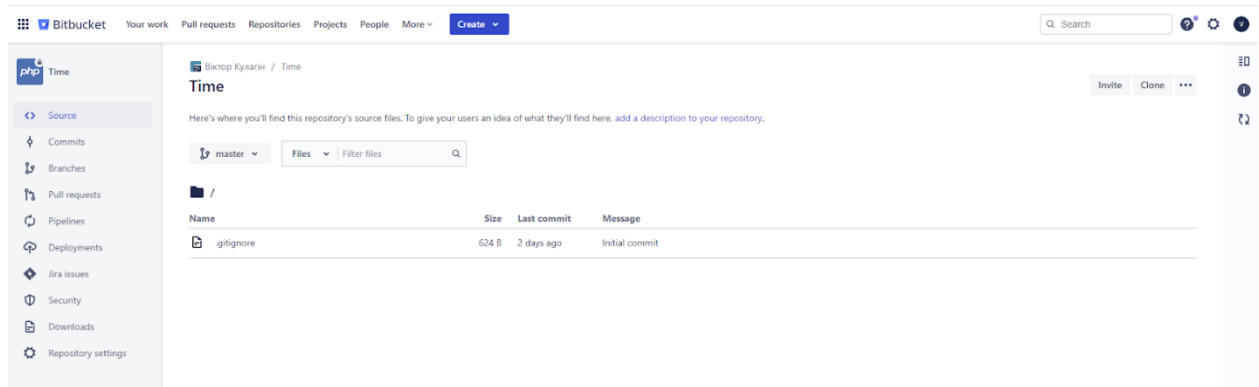 Bitbucket Your work Pull requests Repositories Projects People More Create Search ? V
php Time
Віктор Кулагін / Time
Time
Invite Clone
Here's where you'll find this repository's source files. To give your users an idea of what they'll find here, add a description to your repository.
master Files Filter files
/
Name Size Last commit Message
.gitignore 624 B 2 days ago Initial commit
Source
Commits
Branches
Pull requests
Pipelines
Deployments
Jira issues
Security
Downloads
Repository settings